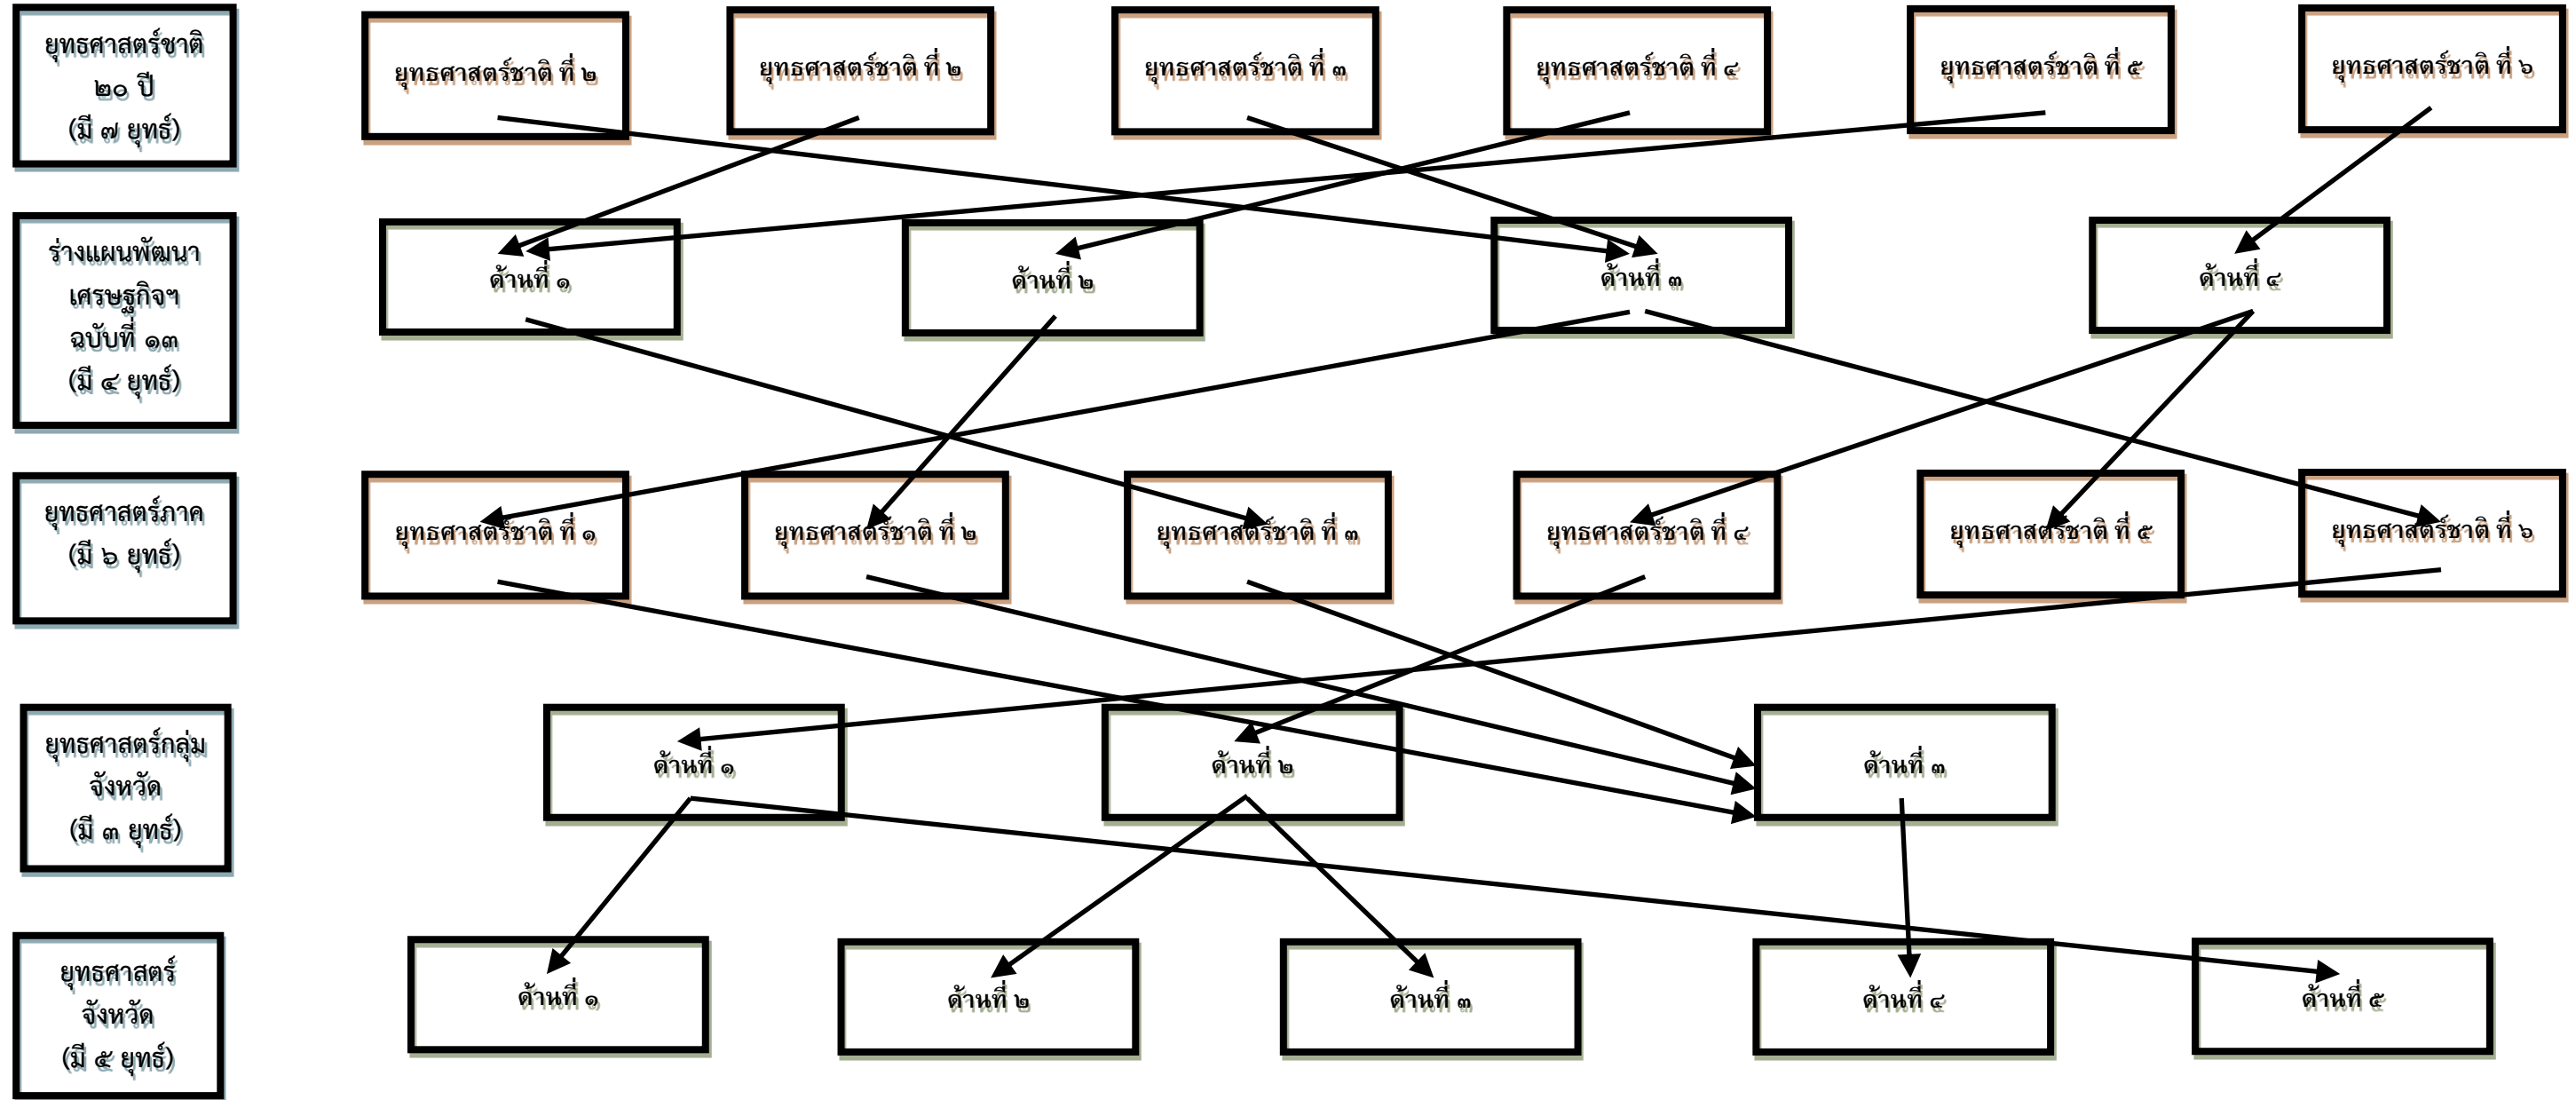 ยุทธศาสตร์ชาติ
๒๐ ปี
(มี ๗ ยุทธ์)
ยุทธศาสตร์ชาติ ที่ ๒
ยุทธศาสตร์ชาติ ที่ ๒
ยุทธศาสตร์ชาติ ที่ ๓
ยุทธศาสตร์ชาติ ที่ ๔
ยุทธศาสตร์ชาติ ที่ ๕
ยุทธศาสตร์ชาติ ที่ ๖
ร่างแผนพัฒนา
เศรษฐกิจฯ
ฉบับที่ ๑๓
(มี ๔ ยุทธ์)
ด้านที่ ๑
ด้านที่ ๒
ด้านที่ ๓
ด้านที่ ๔
ยุทธศาสตร์ภาค
(มี ๖ ยุทธ์)
ยุทธศาสตร์ชาติ ที่ ๑
ยุทธศาสตร์ชาติ ที่ ๒
ยุทธศาสตร์ชาติ ที่ ๓
ยุทธศาสตร์ชาติ ที่ ๔
ยุทธศาสตร์ชาติ ที่ ๕
ยุทธศาสตร์ชาติ ที่ ๖
ยุทธศาสตร์กลุ่ม
จังหวัด
(มี ๓ ยุทธ์)
ด้านที่ ๑
ด้านที่ ๒
ด้านที่ ๓
ยุทธศาสตร์
จังหวัด
(มี ๕ ยุทธ์)
ด้านที่ ๑
ด้านที่ ๒
ด้านที่ ๓
ด้านที่ ๔
ด้านที่ ๕